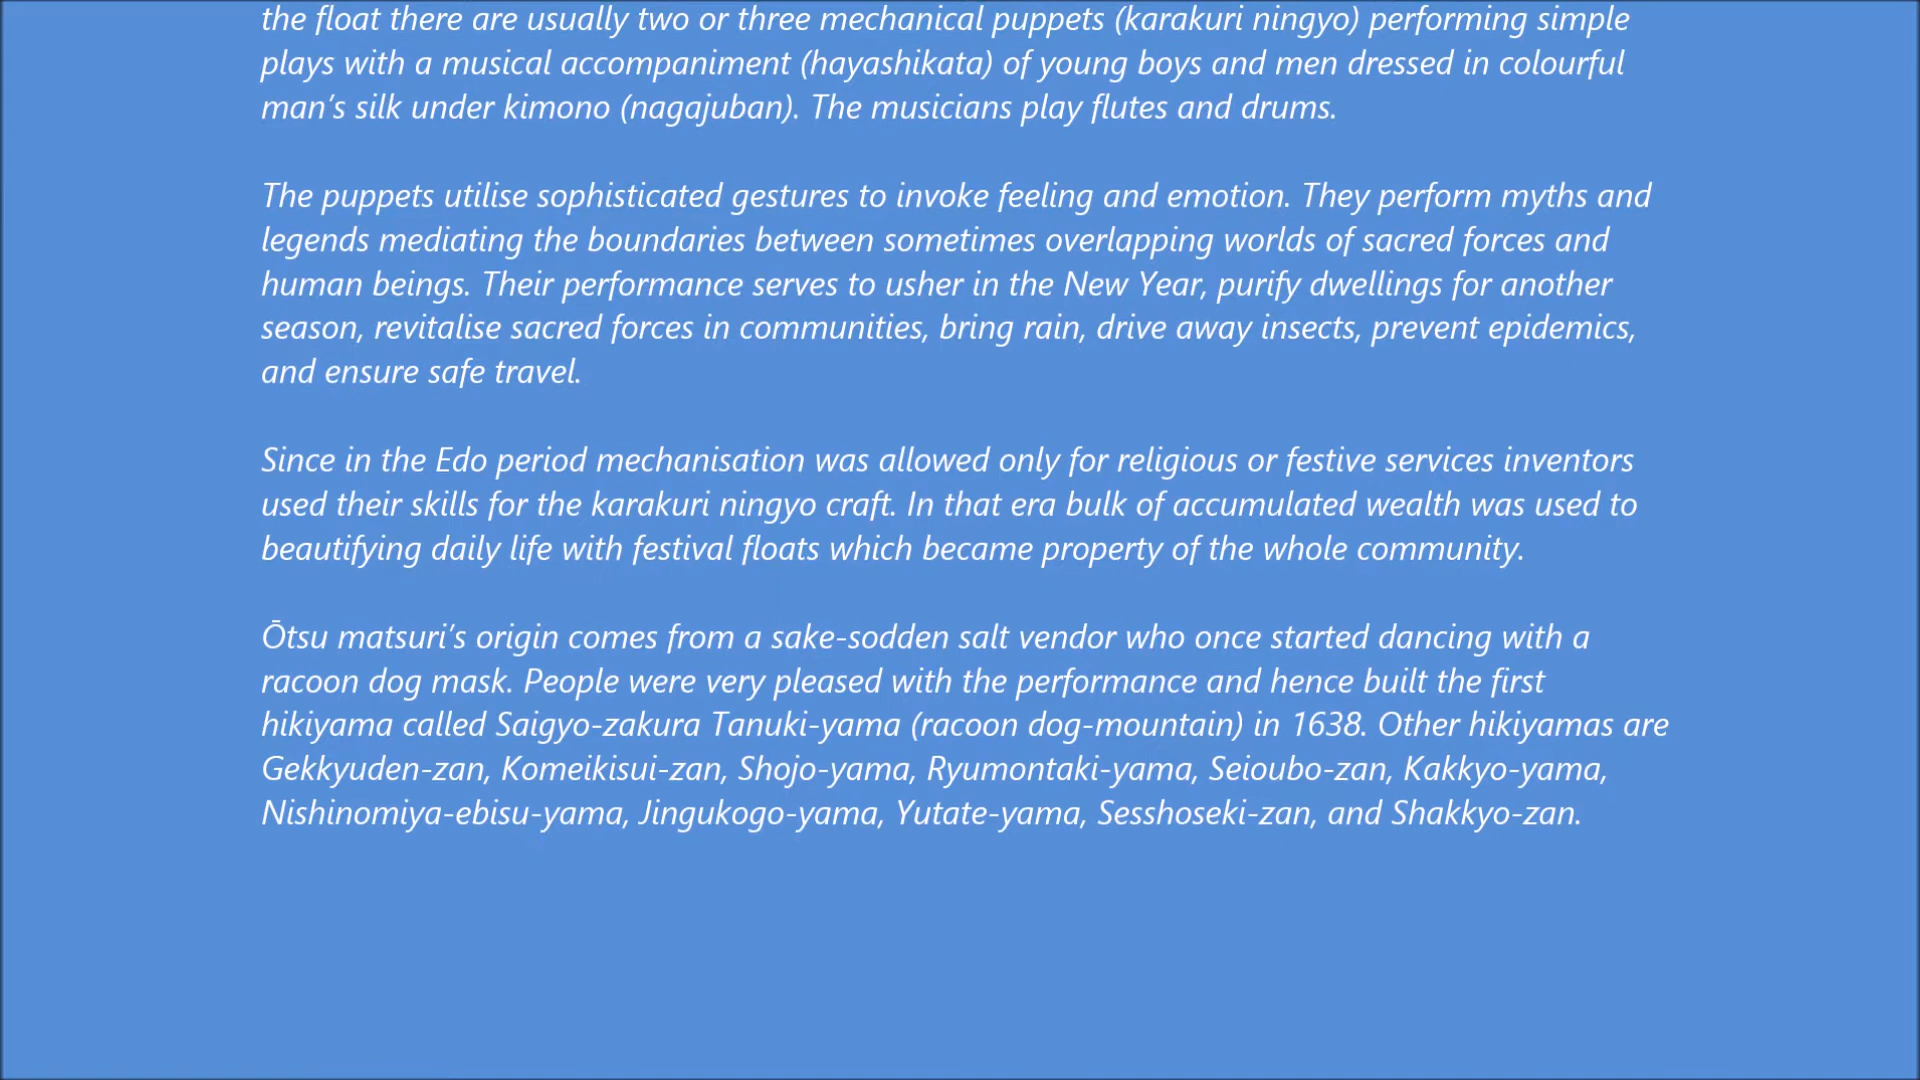 the float there are usually two or three mechanical puppets (karakuri ningyo) performing simple
plays with a musical accompaniment (hayashikata) of young boys and men dressed in colourful
man’s silk under kimono (nagajuban). The musicians play flutes and drums.
The puppets utilise sophisticated gestures to invoke feeling and emotion. They perform myths and
legends mediating the boundaries between sometimes overlapping worlds of sacred forces and
human beings. Their performance serves to usher in the New Year, purify dwellings for another
season, revitalise sacred forces in communities, bring rain, drive away insects, prevent epidemics,
and ensure safe travel.
Since in the Edo period mechanisation was allowed only for religious or festive services inventors
used their skills for the karakuri ningyo craft. In that era bulk of accumulated wealth was used to
beautifying daily life with festival floats which became property of the whole community.
Ōtsu matsuri’s origin comes from a sake-sodden salt vendor who once started dancing with a
racoon dog mask. People were very pleased with the performance and hence built the first
hikiyama called Saigyo-zakura Tanuki-yama (racoon dog-mountain) in 1638. Other hikiyamas are
Gekkyuden-zan, Komeikisui-zan, Shojo-yama, Ryumontaki-yama, Seioubo-zan, Kakkyo-yama,
Nishinomiya-ebisu-yama, Jingukogo-yama, Yutate-yama, Sesshoseki-zan, and Shakkyo-zan.